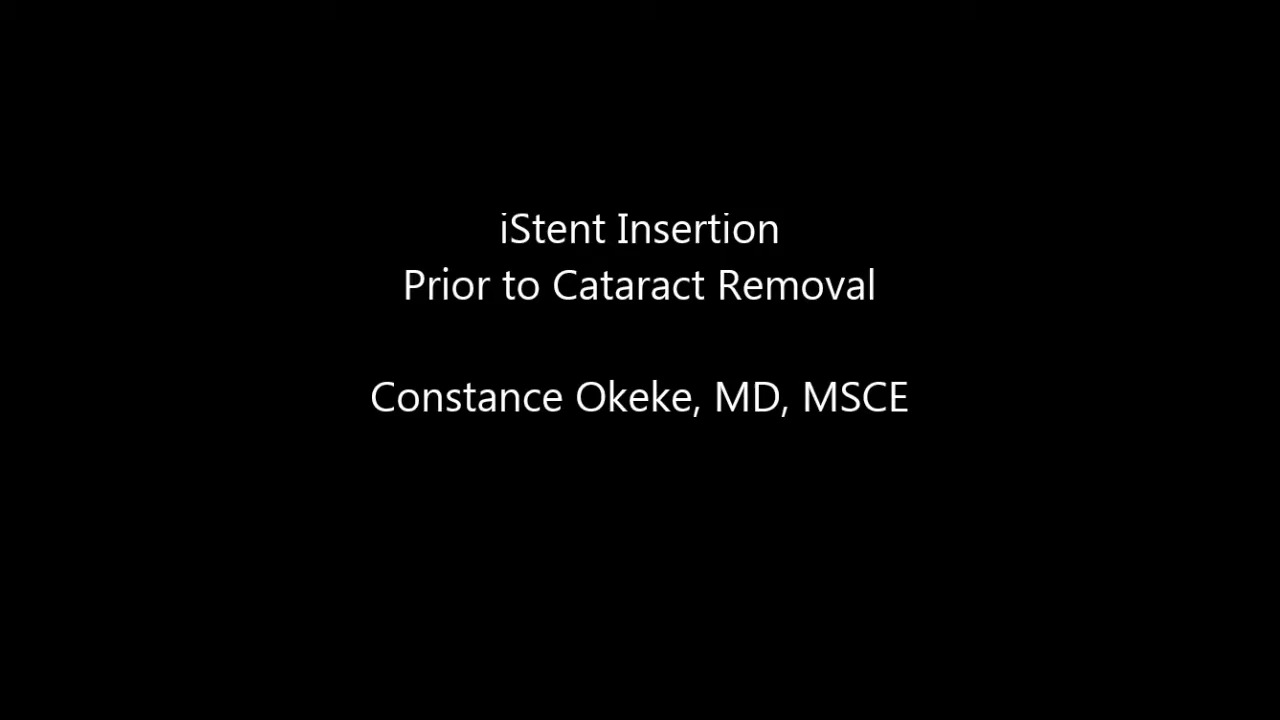 iStent Insertion
Prior to Cataract Removal
Constance Okeke, MD, MSCE